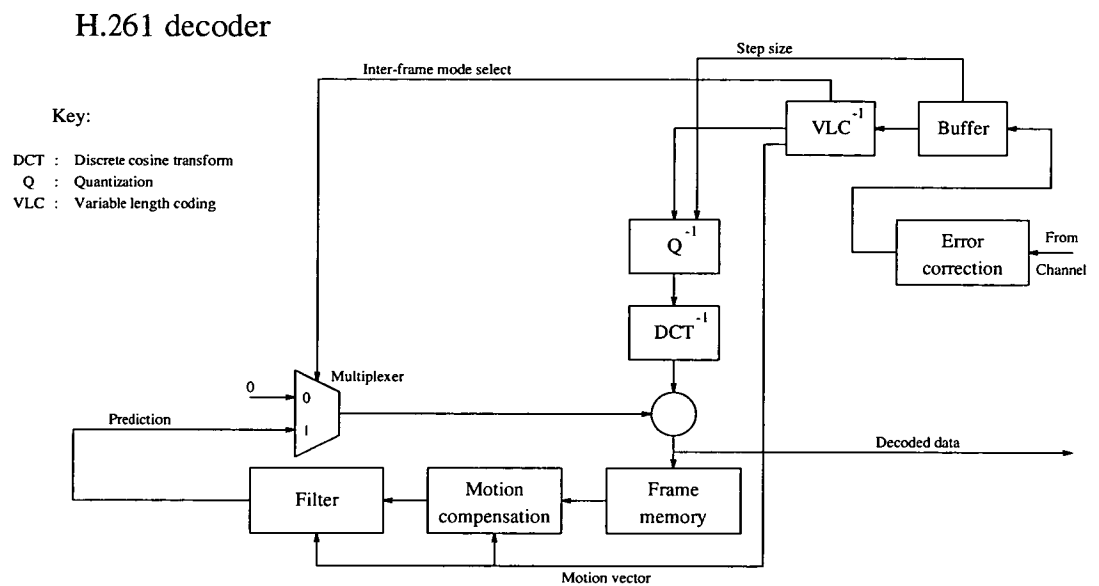 H.261 decoder
Step size
Inter-frame mode select
Key:
VLC -1
Buffer
DCT : Discrete cosine transform
Q : Quantization
VLC : Variable length coding
Q -1
Error
correction
From
Channel
DCT -1
Multiplexer
0
0
1
Prediction
Decoded data
Filter
Motion
compensation
Frame
memory
Motion vector